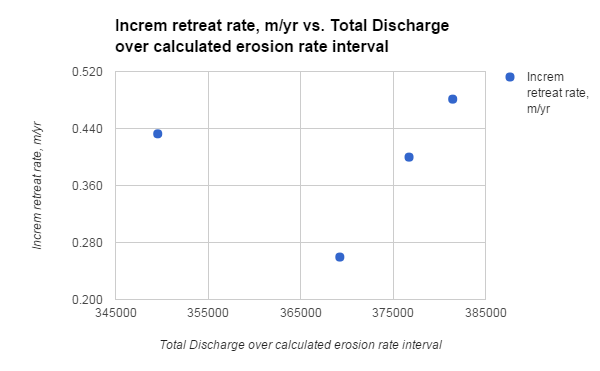 Increm retreat rate, m/yr vs. Total Discharge
over calculated erosion rate interval
0.520
0.440
0.360
0.280
0.200
Increm retreat rate, m/yr
345000 355000 365000 375000 385000
Total Discharge over calculated erosion rate interval
Increm
retreat rate,
m/yr